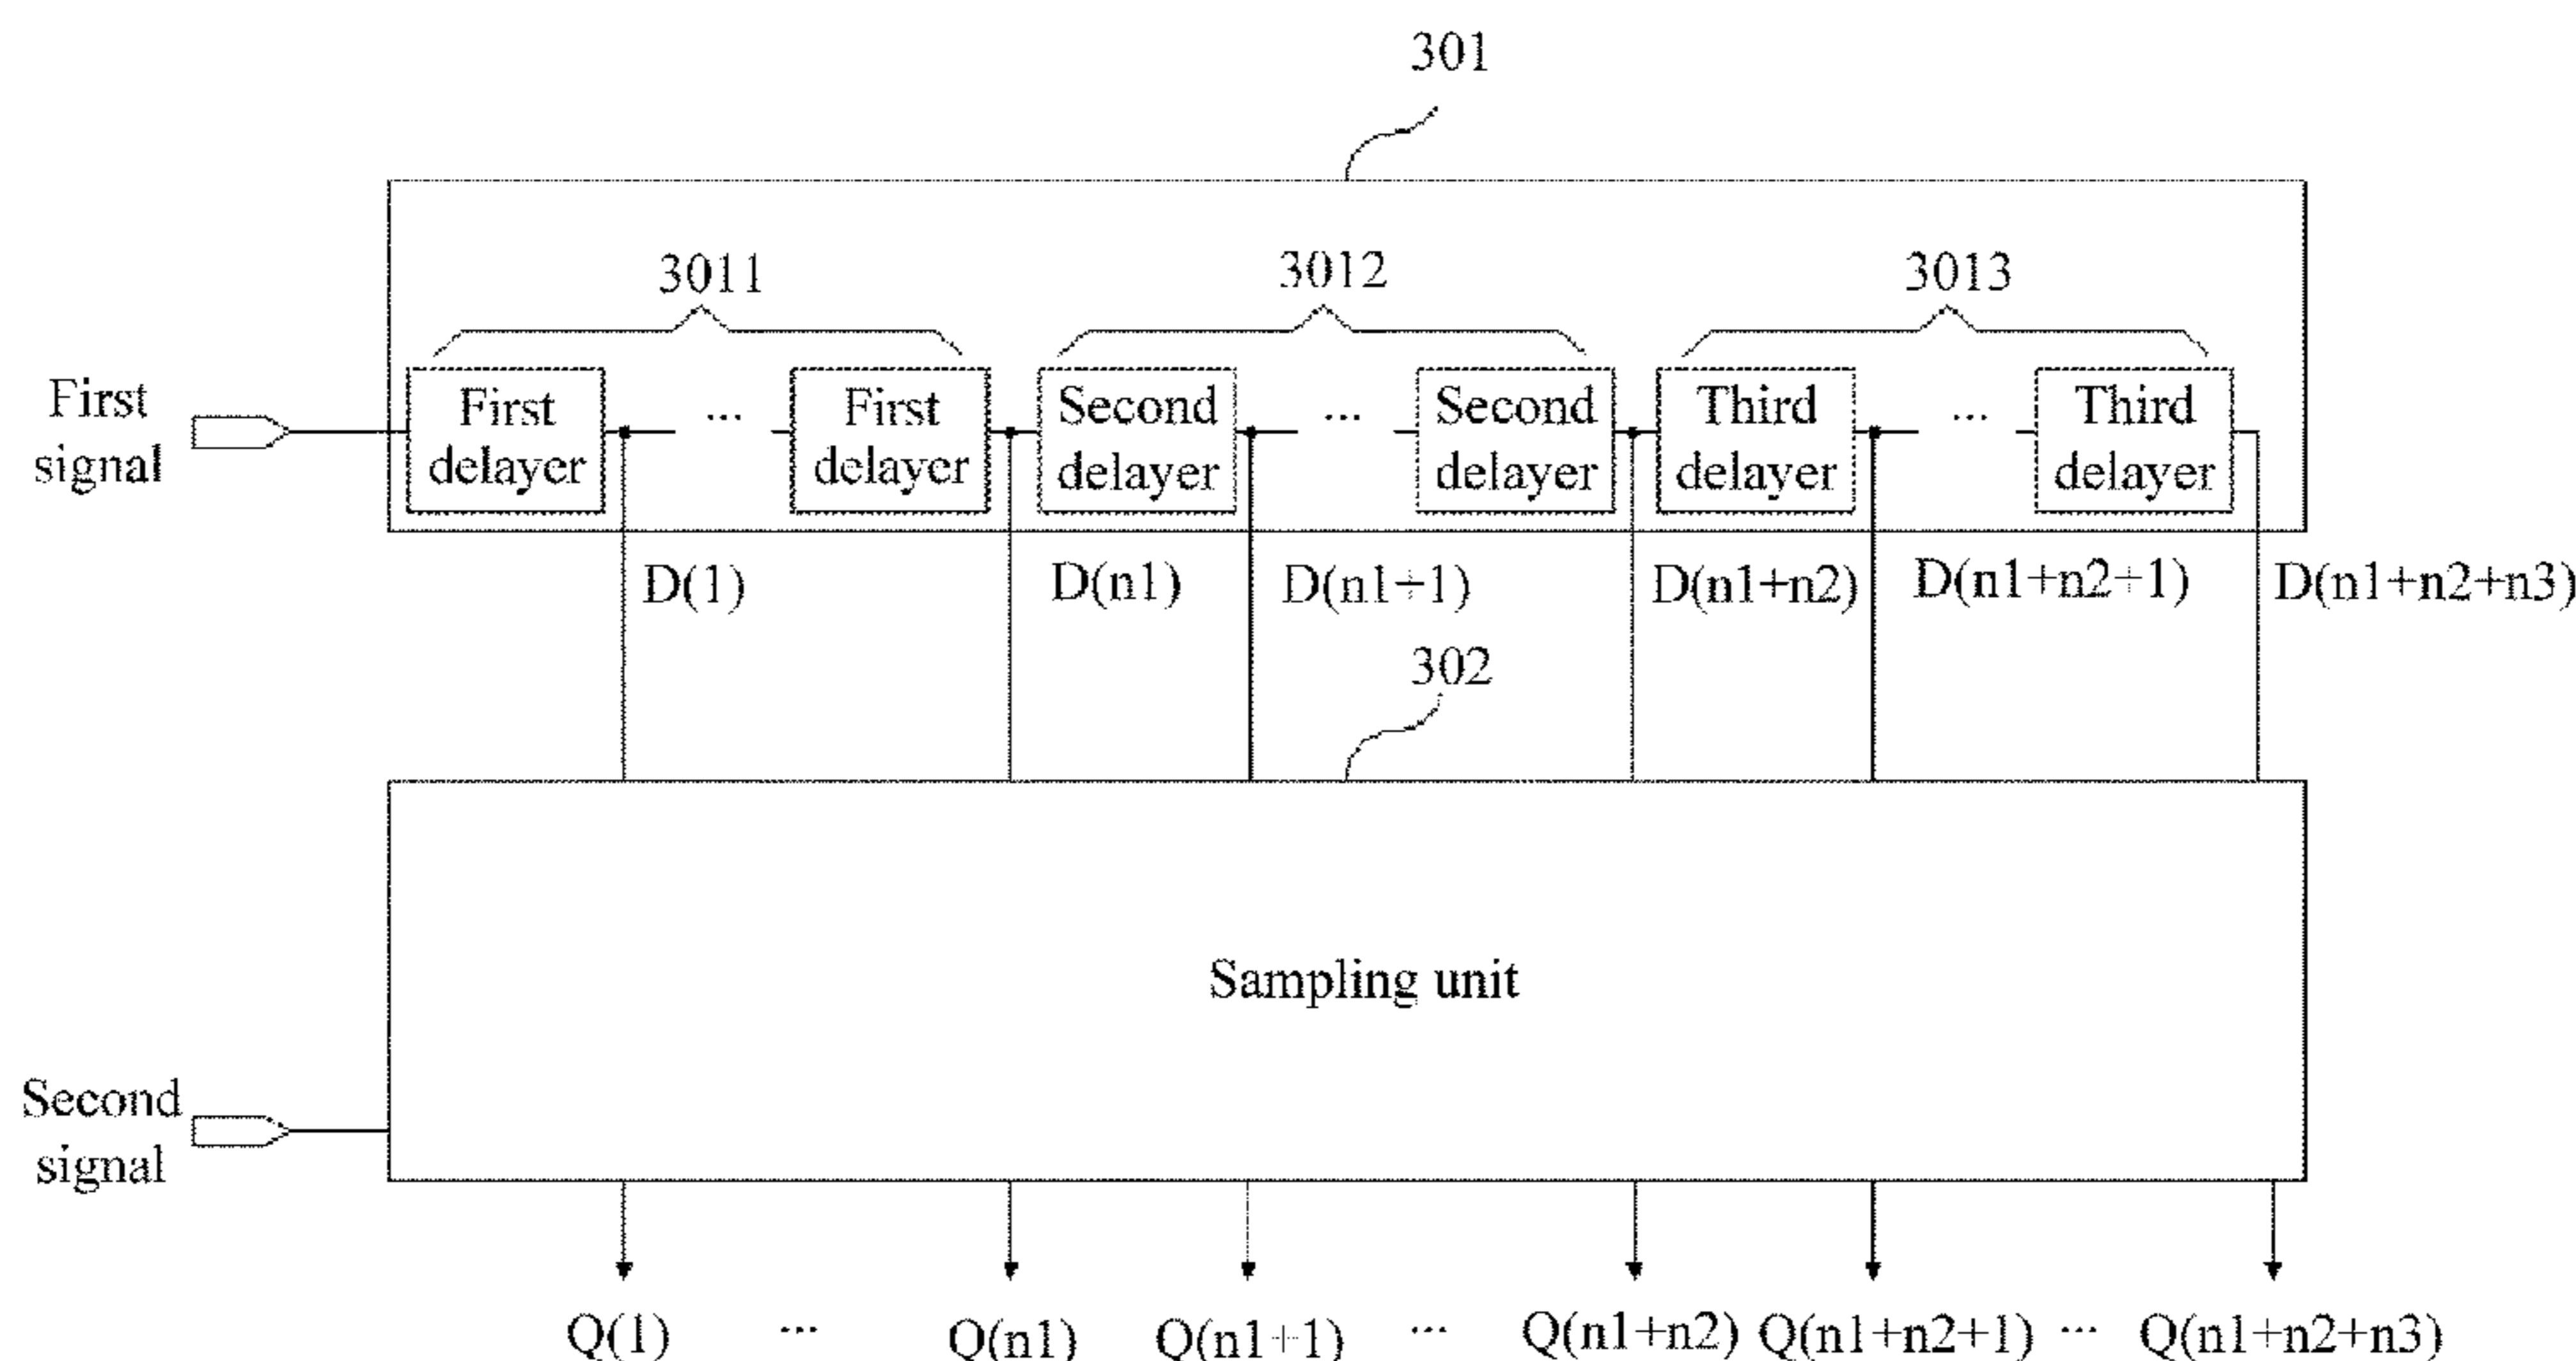 301
3011
3012
3013
First
signal
First
delayer
...
First
delayer
Second
delayer
...
Second
delayer
Third
delayer
...
Third
delayer
D(1)
D(n1)
D(n1+1)
D(n1+n2)
D(n1+n2+1)
D(n1+n2+n3)
302
Sampling unit
Second
signal
Q(1)
...
Q(n1)
Q(n1+1)
...
Q(n1+n2)
Q(n1+n2+1)
...
Q(n1+n2+n3)